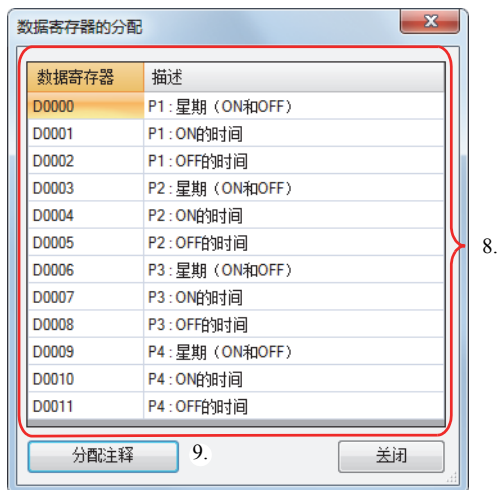 数据寄存器的分配
数据寄存器 描述
D0000 P1 : 星期（ON和OFF）
D0001 P1 : ON的时间
D0002 P1 : OFF的时间
D0003 P2 : 星期（ON和OFF）
D0004 P2 : ON的时间
D0005 P2 : OFF的时间
8.
D0006 P3 : 星期（ON和OFF）
D0007 P3 : ON的时间
D0008 P3 : OFF的时间
D0009 P4 : 星期（ON和OFF）
D0010 P4 : ON的时间
D0011 P4 : OFF的时间
分配注释 9. 关闭